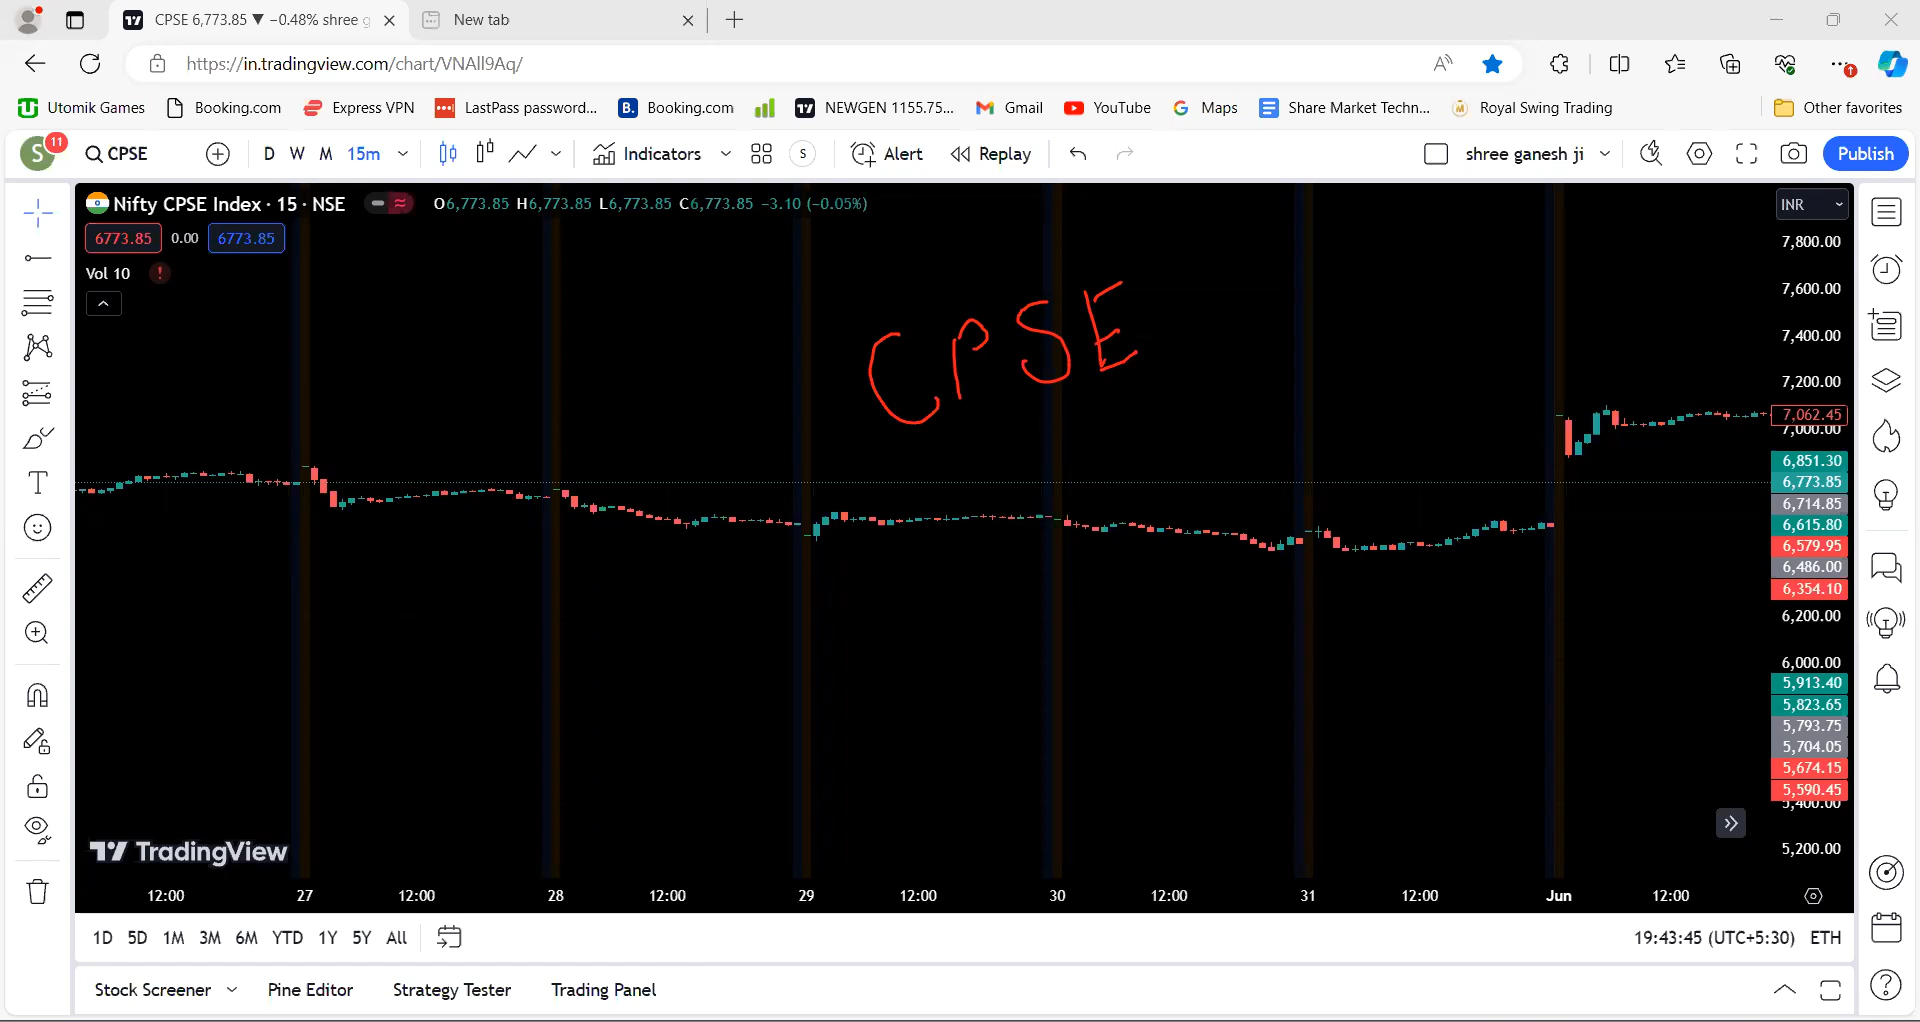 CPSE 6,773.85 ▼ −0.48% shree g
New tab
https://in.tradingview.com/chart/VNAll9Aq/
Utomik Games Booking.com Express VPN LastPass password... Booking.com NEWGEN 1155.75... Gmail YouTube Maps Share Market Techn... Royal Swing Trading Other favorites
S 11 CPSE D W M 15m Indicators S Alert Replay shree ganesh ji Publish
Nifty CPSE Index · 15 · NSE O6,773.85 H6,773.85 L6,773.85 C6,773.85 −3.10 (−0.05%)
INR
6773.85 0.00 6773.85
Vol 10
CPSE
7,800.00
7,600.00
7,400.00
7,200.00
7,062.45
7,000.00
6,851.30
6,773.85
6,714.85
6,615.80
6,579.95
6,486.00
6,354.10
6,200.00
6,000.00
5,913.40
5,823.65
5,793.75
5,704.05
5,674.15
5,590.45
5,400.00
5,200.00
TradingView
12:00 27 12:00 28 12:00 29 12:00 30 12:00 31 12:00 Jun 12:00
1D 5D 1M 3M 6M YTD 1Y 5Y All 19:43:45 (UTC+5:30) ETH
Stock Screener Pine Editor Strategy Tester Trading Panel